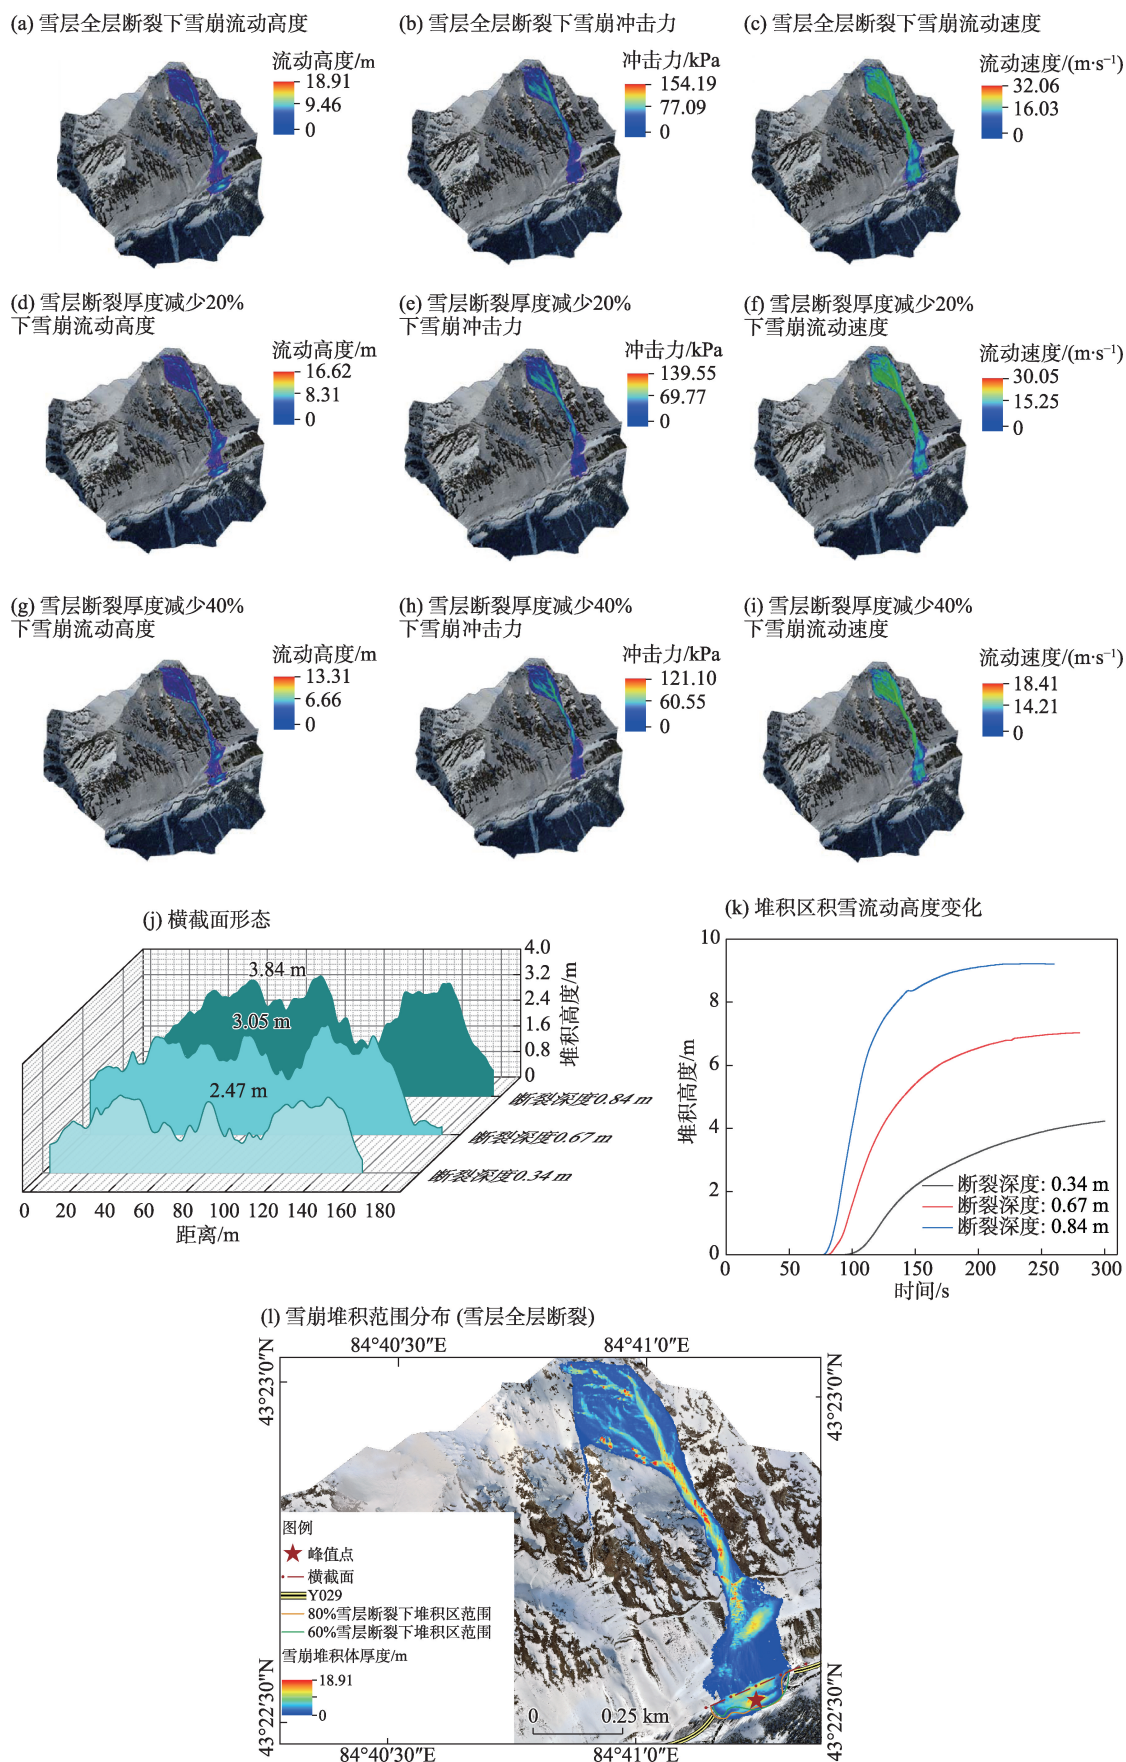 (a) 雪层全层断裂下雪崩流动高度
流动高度/m
18.91
9.46
0
(b) 雪层全层断裂下雪崩冲击力
冲击力/kPa
154.19
77.09
0
(c) 雪层全层断裂下雪崩流动速度
流动速度/(m·s⁻¹)
32.06
16.03
0
(d) 雪层断裂厚度减少20%
下雪崩流动高度
流动高度/m
16.62
8.31
0
(e) 雪层断裂厚度减少20%
下雪崩冲击力
冲击力/kPa
139.55
69.77
0
(f) 雪层断裂厚度减少20%
下雪崩流动速度
流动速度/(m·s⁻¹)
30.05
15.25
0
(g) 雪层断裂厚度减少40%
下雪崩流动高度
流动高度/m
13.31
6.66
0
(h) 雪层断裂厚度减少40%
下雪崩冲击力
冲击力/kPa
121.10
60.55
0
(i) 雪层断裂厚度减少40%
下雪崩流动速度
流动速度/(m·s⁻¹)
18.41
14.21
0
(j) 横截面形态
3.84 m
3.05 m
2.47 m
4.0
3.2
2.4
1.6
0.8
0
堆积高度/m
断裂深度0.84 m
断裂深度0.67 m
断裂深度0.34 m
0 20 40 60 80 100 120 140 160 180
距离/m
(k) 堆积区积雪流动高度变化
10
8
6
4
2
0
堆积高度/m
断裂深度: 0.34 m
断裂深度: 0.67 m
断裂深度: 0.84 m
0 50 100 150 200 250 300
时间/s
(l) 雪崩堆积范围分布 (雪层全层断裂)
84°40′30″E 84°41′0″E
43°23′0″N
43°23′0″N
图例
峰值点
横截面
Y029
80%雪层断裂下堆积区范围
60%雪层断裂下堆积区范围
雪崩堆积体厚度/m
18.91
0
0 0.25 km
43°22′30″N
43°22′30″N
84°40′30″E 84°41′0″E